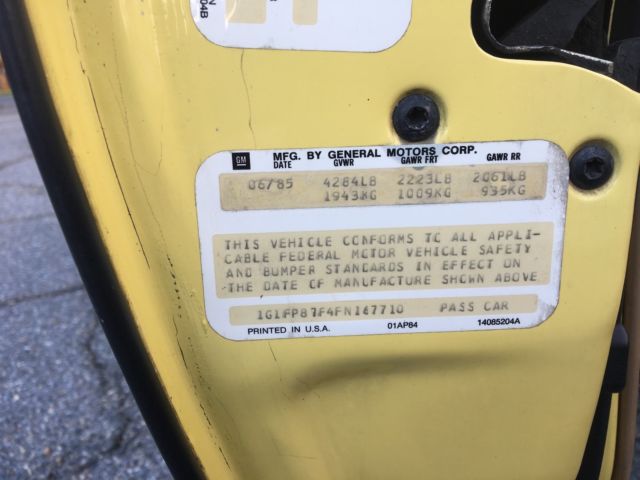 04B
GM MFG. BY GENERAL MOTORS CORP.
DATE GVWR GAWR FRT GAWR RR
06/85 4284LB 2223LB 2061LB
1943KG 1009KG 935KG
THIS VEHICLE CONFORMS TO ALL APPLI-
CABLE FEDERAL MOTOR VEHICLE SAFETY
AND BUMPER STANDARDS IN EFFECT ON
THE DATE OF MANUFACTURE SHOWN ABOVE
1G1FP87F4FN167710 PASS CAR
PRINTED IN U.S.A. 01AP84 14085204A